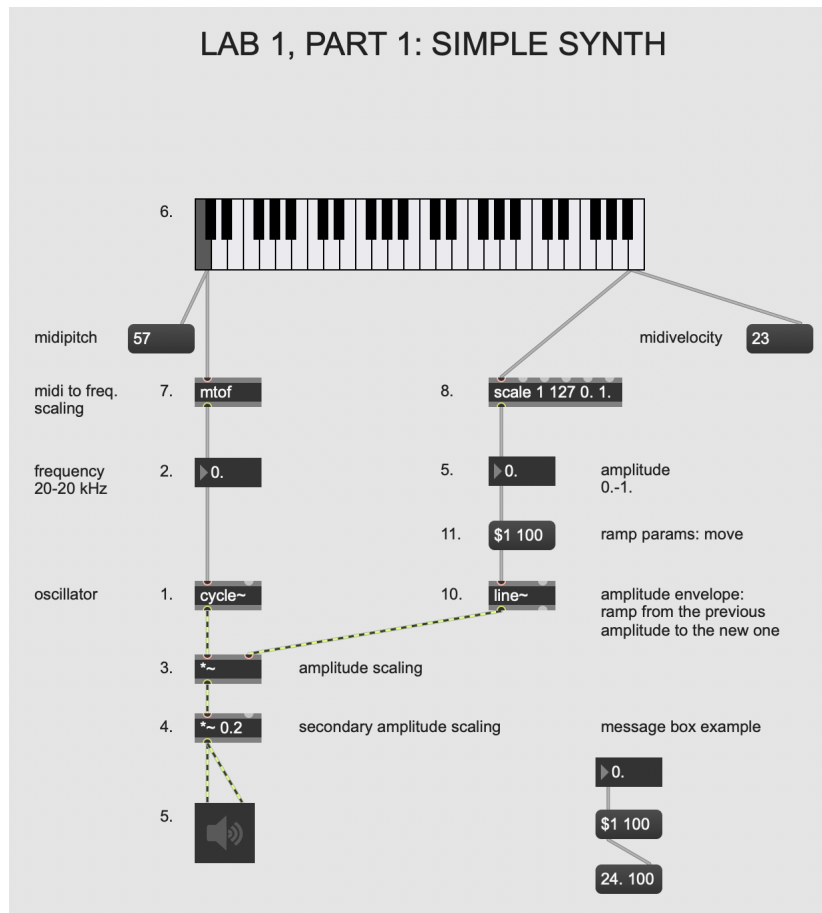 LAB 1, PART 1: SIMPLE SYNTH
6.
midipitch
57
midivelocity
23
midi to freq.
scaling
7.
mtof
8.
scale 1 127 0. 1.
frequency
20-20 kHz
2.
0.
5.
0.
amplitude
0.-1.
11.
$1 100
ramp params: move
oscillator
1.
cycle~
10.
line~
amplitude envelope:
ramp from the previous
amplitude to the new one
3.
*~
amplitude scaling
4.
*~ 0.2
secondary amplitude scaling
message box example
0.
5.
$1 100
24. 100